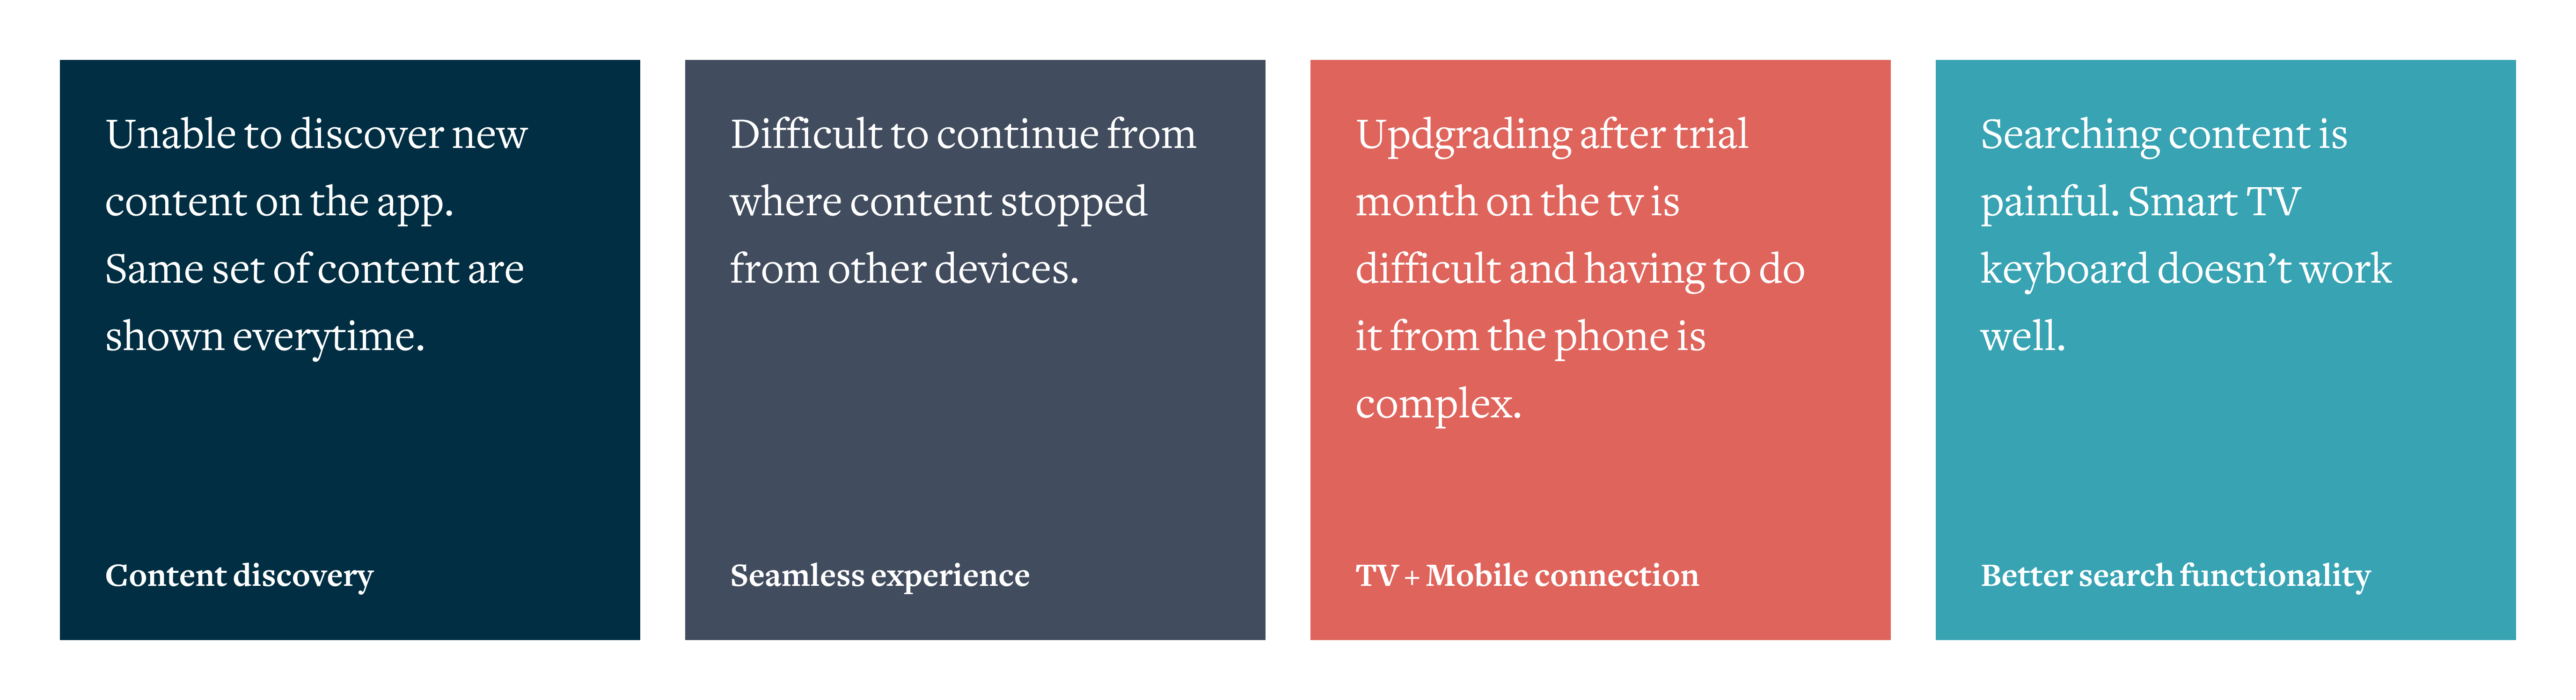 Unable to discover new
content on the app.
Same set of content are
shown everytime.
Content discovery
Difficult to continue from
where content stopped
from other devices.
Seamless experience
Updgrading after trial
month on the tv is
difficult and having to do
it from the phone is
complex.
TV + Mobile connection
Searching content is
painful. Smart TV
keyboard doesn’t work
well.
Better search functionality